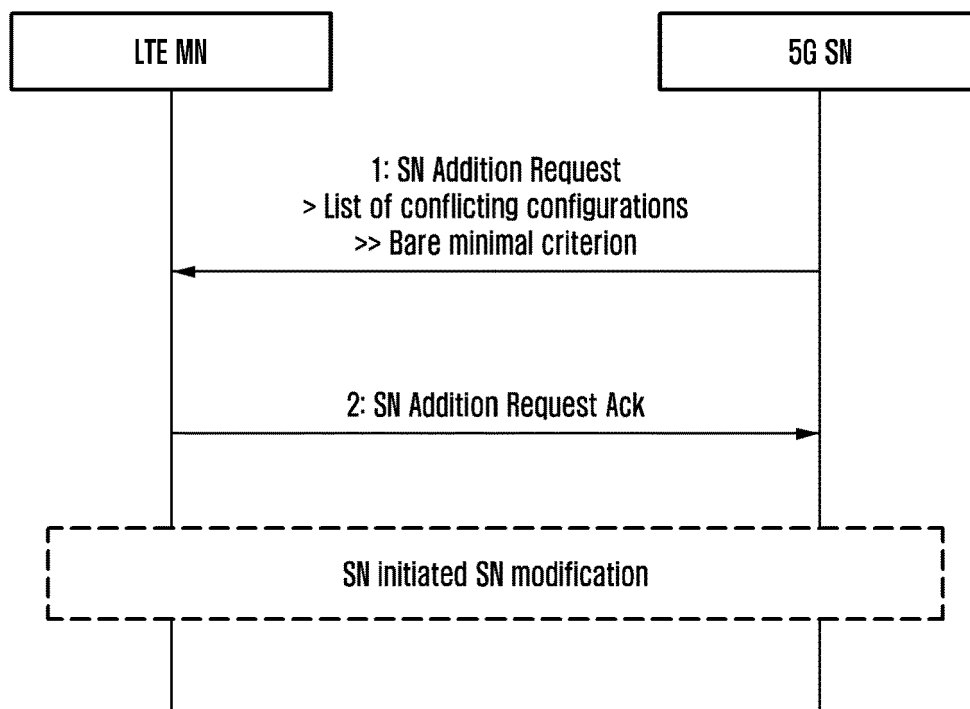 LTE MN
5G SN
1: SN Addition Request
> List of conflicting configurations
>> Bare minimal criterion
2: SN Addition Request Ack
SN initiated SN modification